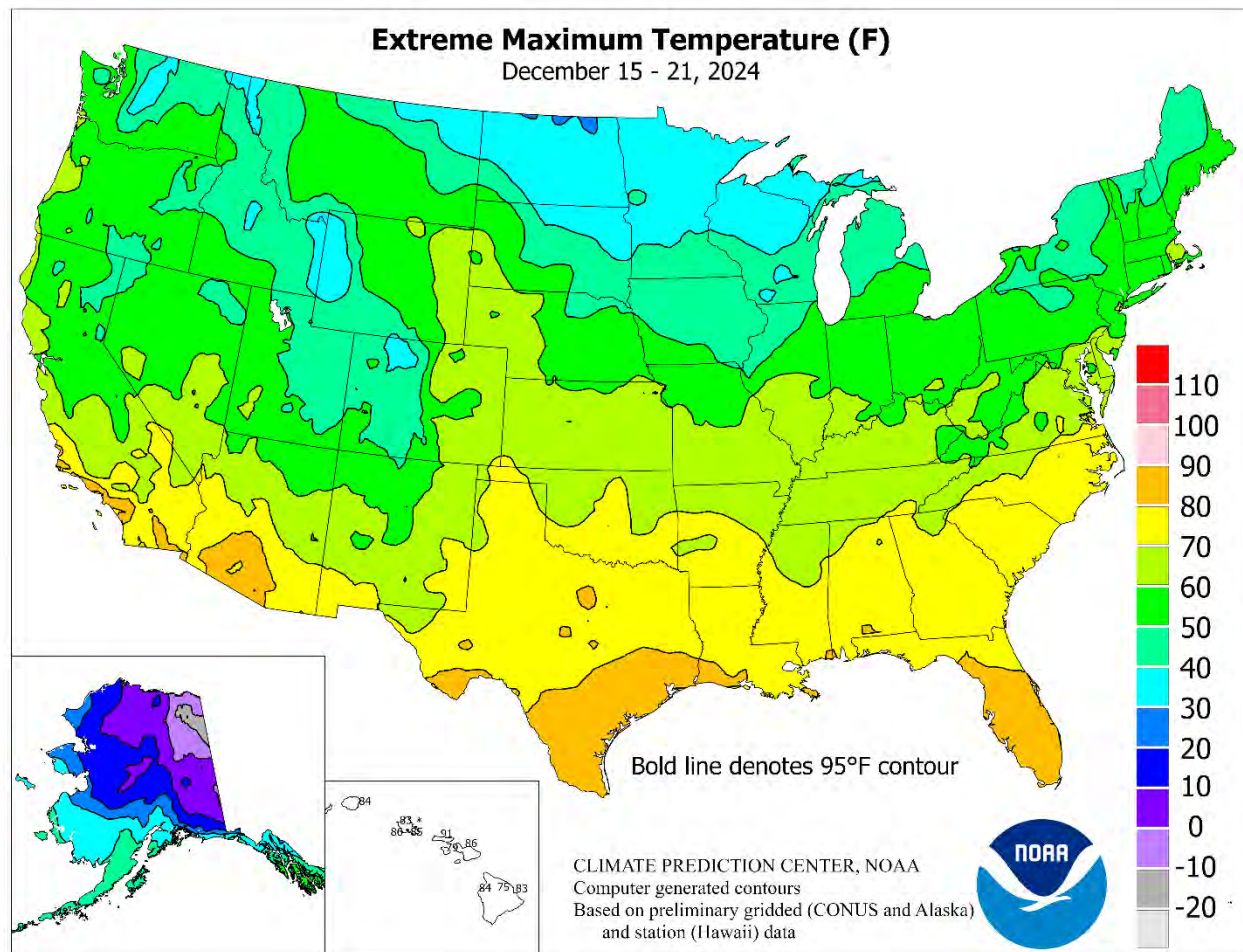 Extreme Maximum Temperature (F)
December 15 - 21, 2024
110
100
90
80
70
60
50
40
30
20
10
0
-10
-20
Bold line denotes 95°F contour
84
83 *
91
86
86
84 75 83
CLIMATE PREDICTION CENTER, NOAA
Computer generated contours
Based on preliminary gridded (CONUS and Alaska)
and station (Hawaii) data
NOAA